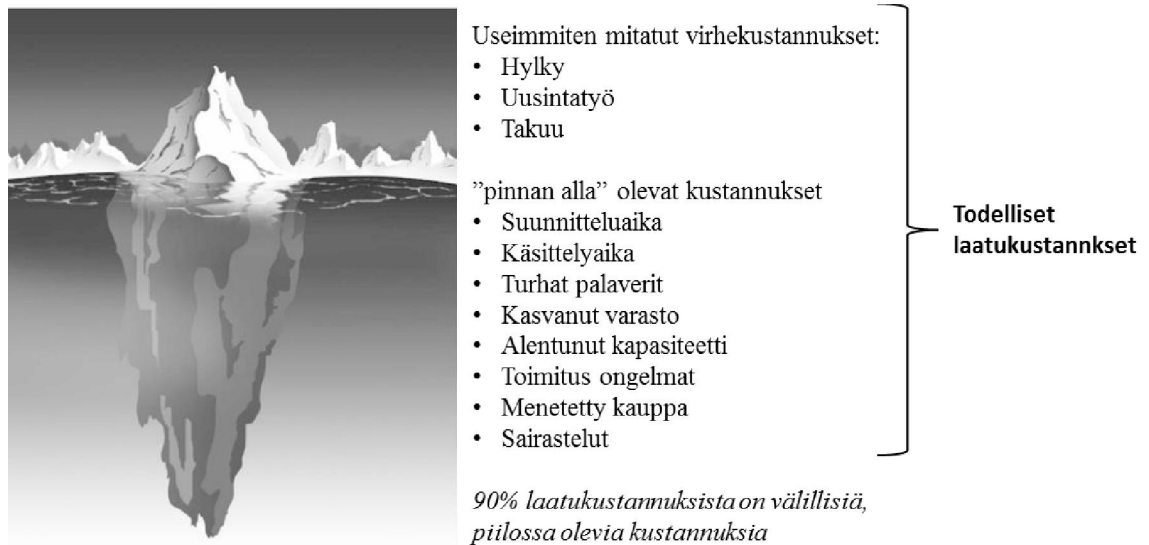 Useimmiten mitatut virhekustannukset:
• Hylky
• Uusintatyö
• Takuu
”pinnan alla” olevat kustannukset
• Suunnitteluaika
• Käsittelyaika
• Turhat palaverit
• Kasvanut varasto
• Alentunut kapasiteetti
• Toimitus ongelmat
• Menetetty kauppa
• Sairastelut
Todelliset
laatukustannkset
90% laatukustannuksista on välillisiä,
piilossa olevia kustannuksia